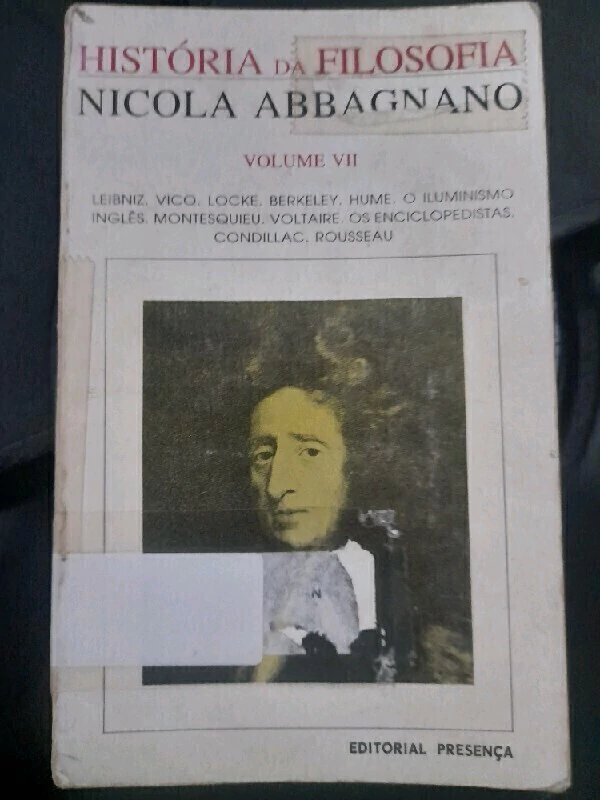 HISTÓRIA DA FILOSOFIA
NICOLA ABBAGNANO
VOLUME VII
LEIBNIZ. VICO. LOCKE. BERKELEY. HUME. O ILUMINISMO
INGLÊS. MONTESQUIEU. VOLTAIRE. OS ENCICLOPEDISTAS.
CONDILLAC. ROUSSEAU
N
EDITORIAL PRESENÇA